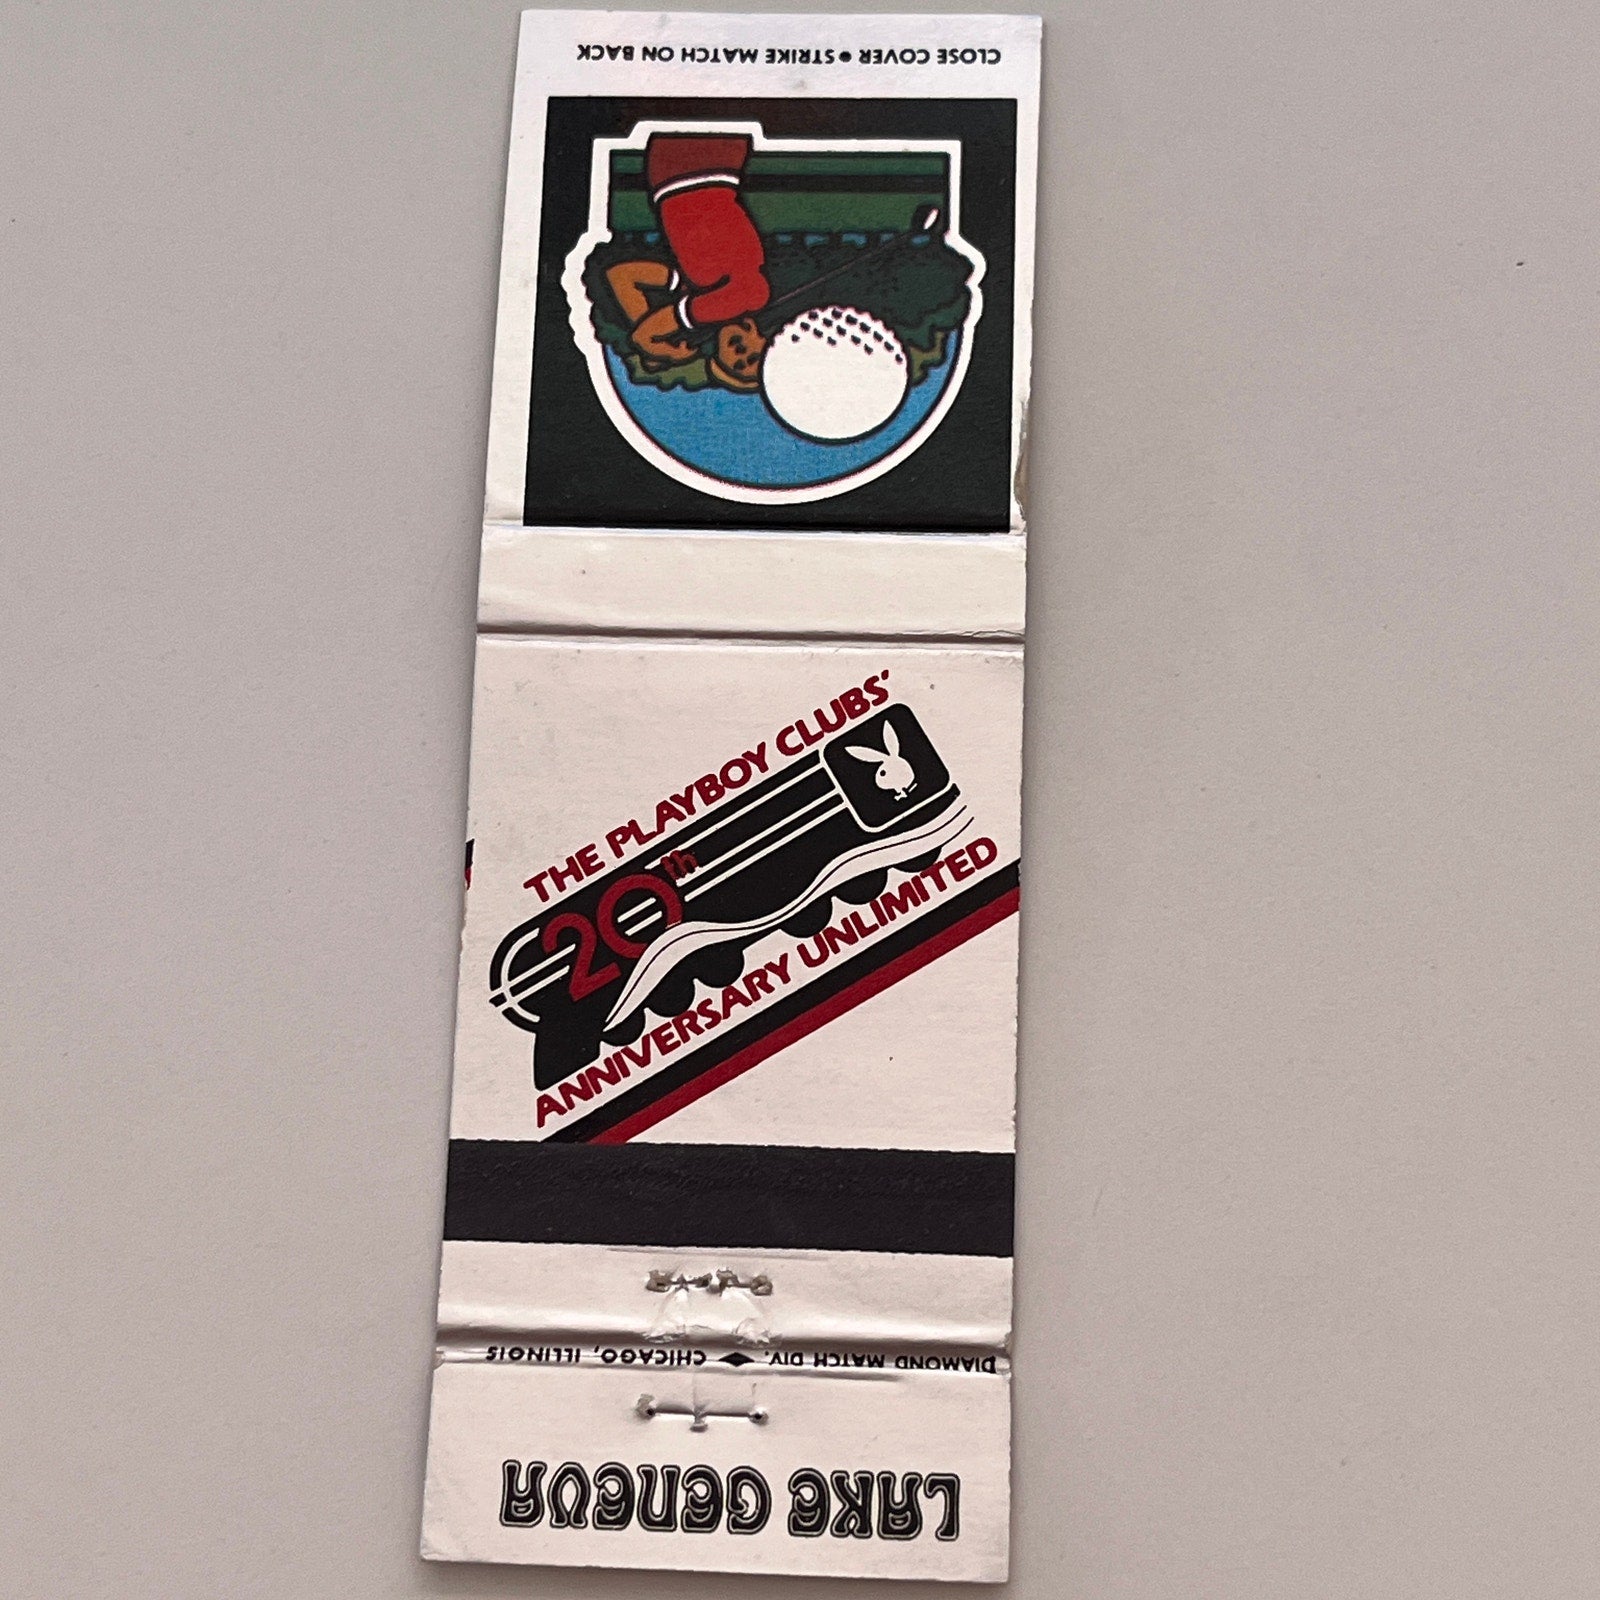 CLOSE COVER • STRIKE MATCH ON BACK
THE PLAYBOY CLUBS'
20th
ANNIVERSARY UNLIMITED
DIAMOND MATCH DIV. CHICAGO, ILLINOIS
LAKE GENEVA